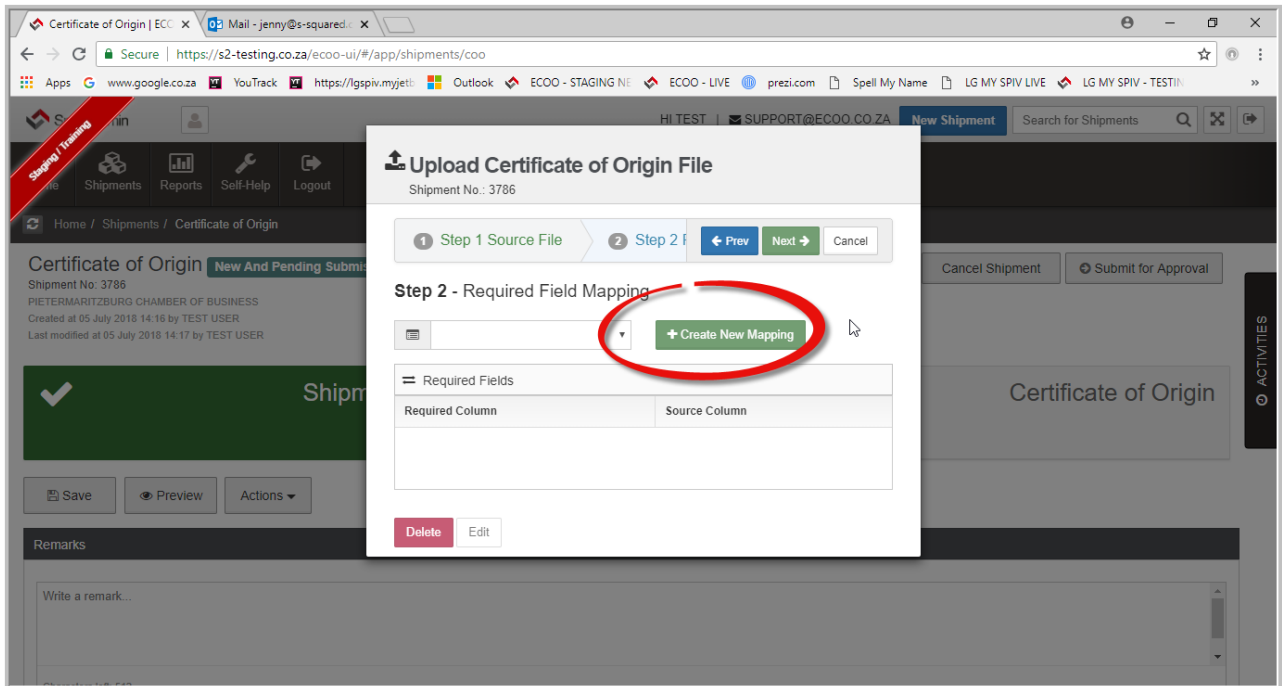 Certificate of Origin | ECC
Mail - jenny@s-squared.c
Secure | https://s2-testing.co.za/ecoo-ui/#/app/shipments/coo
Apps www.google.co.za YouTrack https://lgspiv.myjetb Outlook ECOO - STAGING NE ECOO - LIVE prezi.com Spell My Name LG MY SPIV LIVE LG MY SPIV - TESTIN »
Staging / Training
HI TEST | SUPPORT@ECOO.CO.ZA New Shipment Search for Shipments
Shipments Reports Self-Help Logout
Home / Shipments / Certificate of Origin
Certificate of Origin New And Pending Submis
Shipment No: 3786
PIETERMARITZBURG CHAMBER OF BUSINESS
Created at 05 July 2018 14:16 by TEST USER
Last modified at 05 July 2018 14:17 by TEST USER
Cancel Shipment Submit for Approval
ACTIVITIES
Shipm
Certificate of Origin
Upload Certificate of Origin File
Shipment No.: 3786
1 Step 1 Source File 2 Step 2 F Prev Next Cancel
Step 2 - Required Field Mapping
+ Create New Mapping
Required Fields
Required Column Source Column
Delete Edit
Save Preview Actions
Remarks
Write a remark...